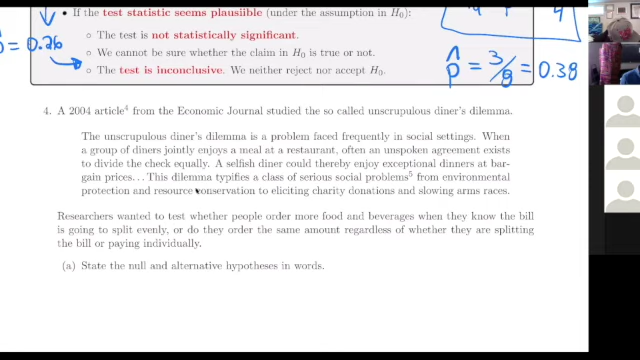 • If the test statistic seems plausiible (under the assumption in H₀):
○ The test is not statistically significant.
= 0.26
○ We cannot be sure whether the claim in H₀ is true or not.
○ The test is inconclusive. We neither reject nor accept H₀.
p̂ = 3/8 = 0.38
4. A 2004 article⁴ from the Economic Journal studied the so called unscrupulous diner's dilemma.
The unscrupulous diner's dilemma is a problem faced frequently in social settings. When
a group of diners jointly enjoys a meal at a restaurant, often an unspoken agreement exists
to divide the check equally. A selfish diner could thereby enjoy exceptional dinners at bar-
gain prices... This dilemma typifies a class of serious social problems⁵ from environmental
protection and resource conservation to eliciting charity donations and slowing arms races.
Researchers wanted to test whether people order more food and beverages when they know the bill
is going to split evenly, or do they order the same amount regardless of whether they are splitting
the bill or paying individually.
(a) State the null and alternative hypotheses in words.